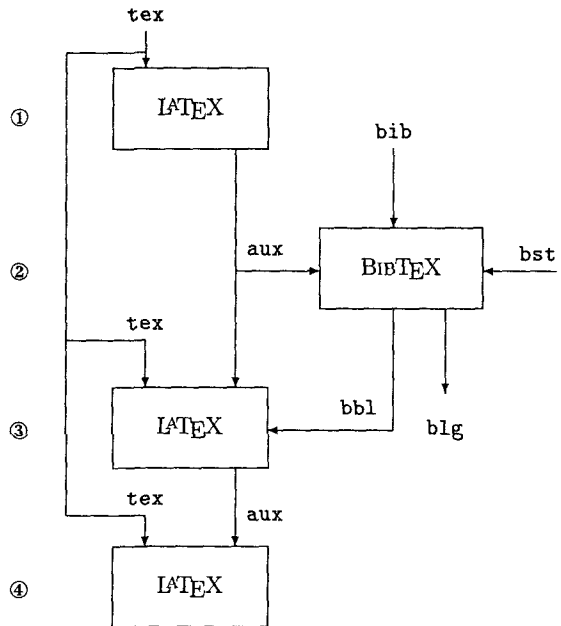 tex
① LATEX
bib
aux
② BIBTEX bst
tex
bbl
③ LATEX blg
tex
aux
④ LATEX